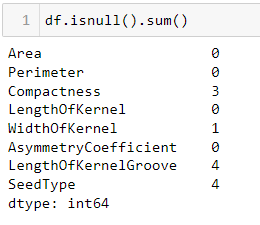 1 df.isnull().sum()
Area 0
Perimeter 0
Compactness 3
LengthOfKernel 0
WidthOfKernel 1
AsymmetryCoefficient 0
LengthOfKernelGroove 4
SeedType 4
dtype: int64